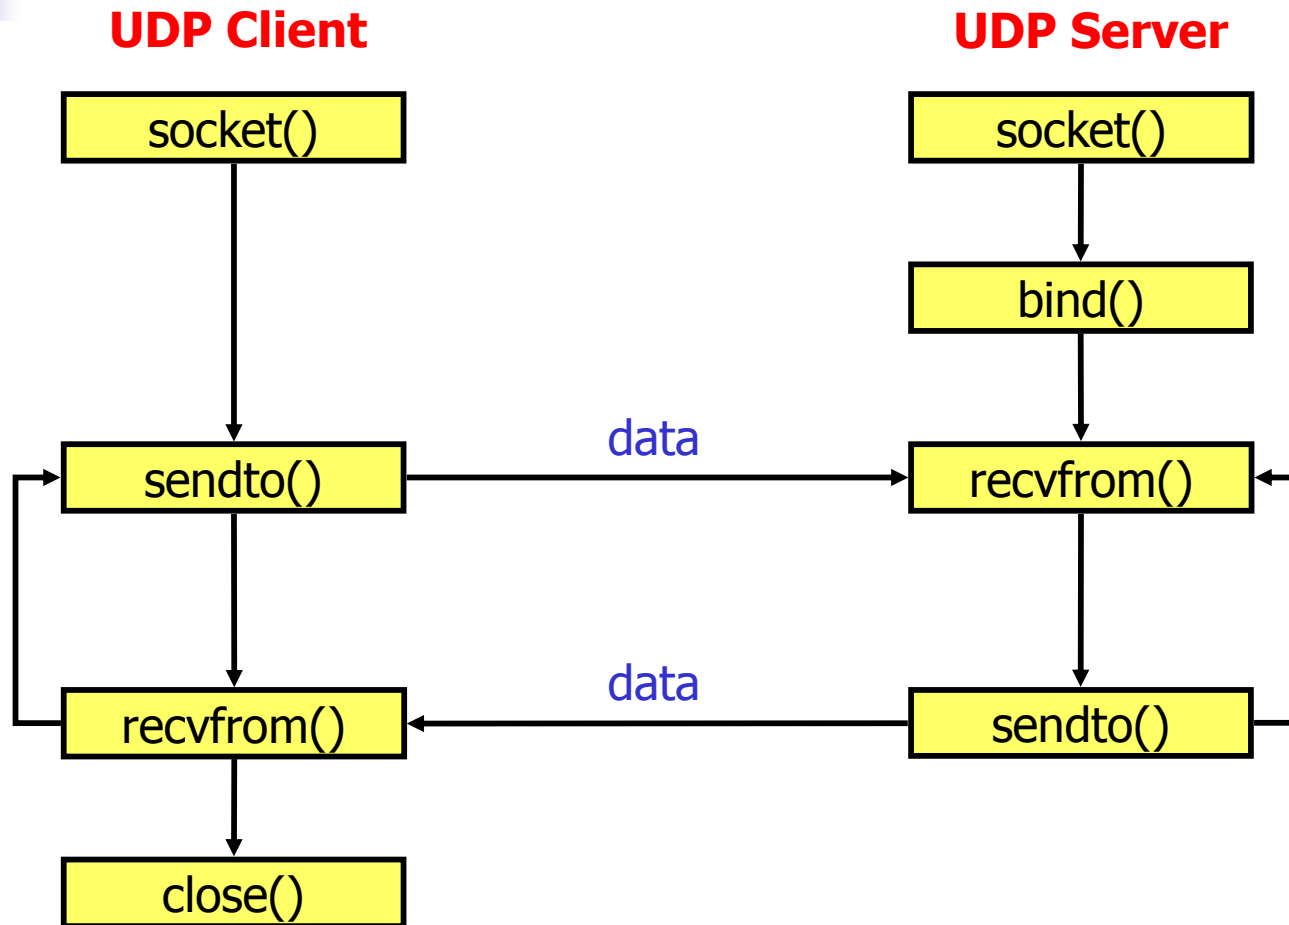 UDP Client
UDP Server
socket()
socket()
bind()
data
sendto()
recvfrom()
data
recvfrom()
sendto()
close()